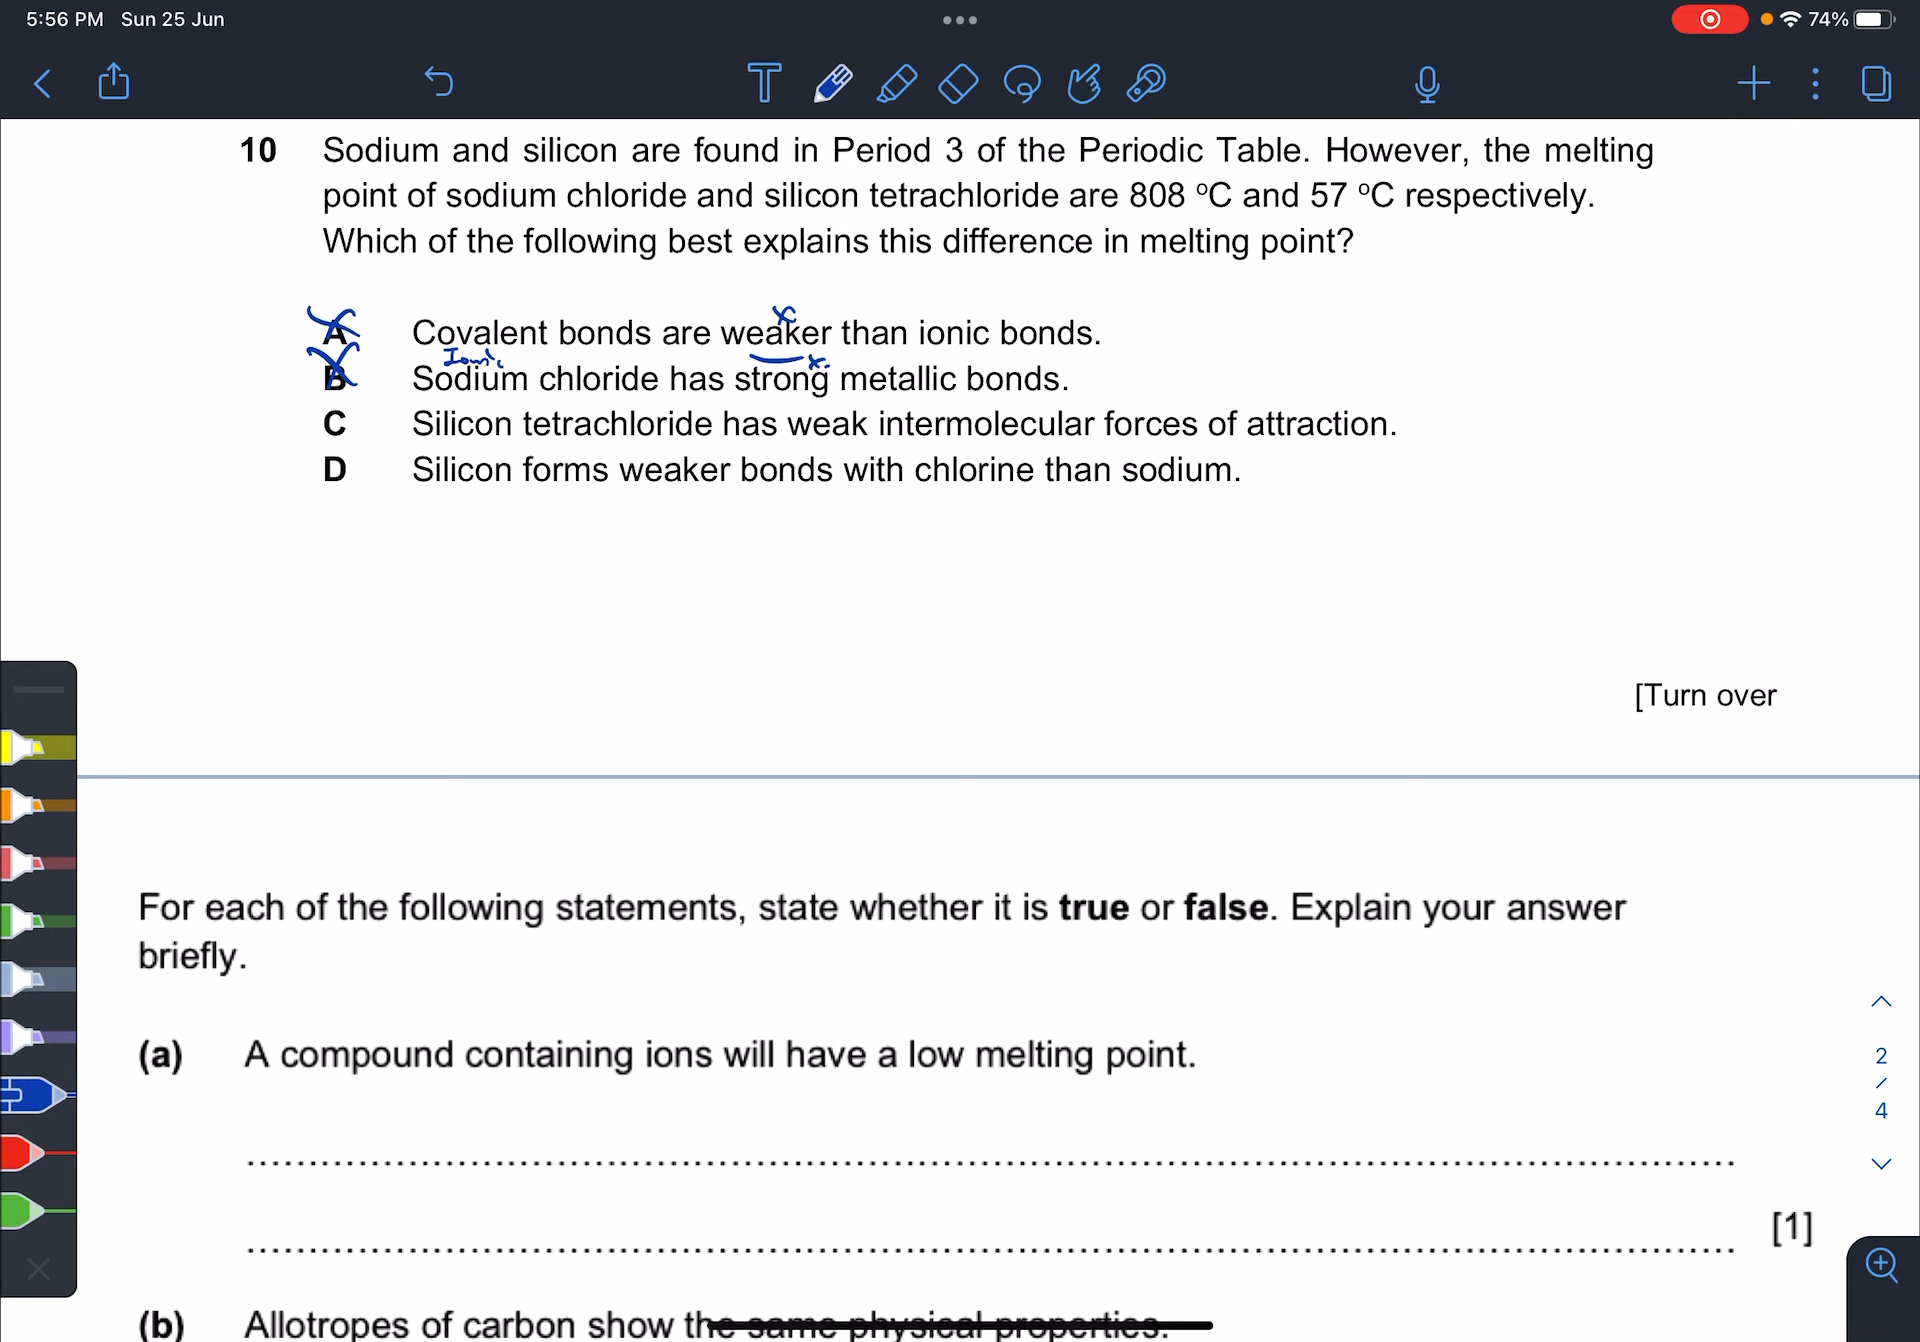 5:56 PM Sun 25 Jun
74%
10 Sodium and silicon are found in Period 3 of the Periodic Table. However, the melting
point of sodium chloride and silicon tetrachloride are 808 ºC and 57 ºC respectively.
Which of the following best explains this difference in melting point?
x
A Covalent bonds are weaker than ionic bonds.
Ionic x
B Sodium chloride has strong metallic bonds.
C Silicon tetrachloride has weak intermolecular forces of attraction.
D Silicon forms weaker bonds with chlorine than sodium.
[Turn over
For each of the following statements, state whether it is true or false. Explain your answer
briefly.
(a) A compound containing ions will have a low melting point.
2
/
4
[1]
(b) Allotropes of carbon show the same physical properties.